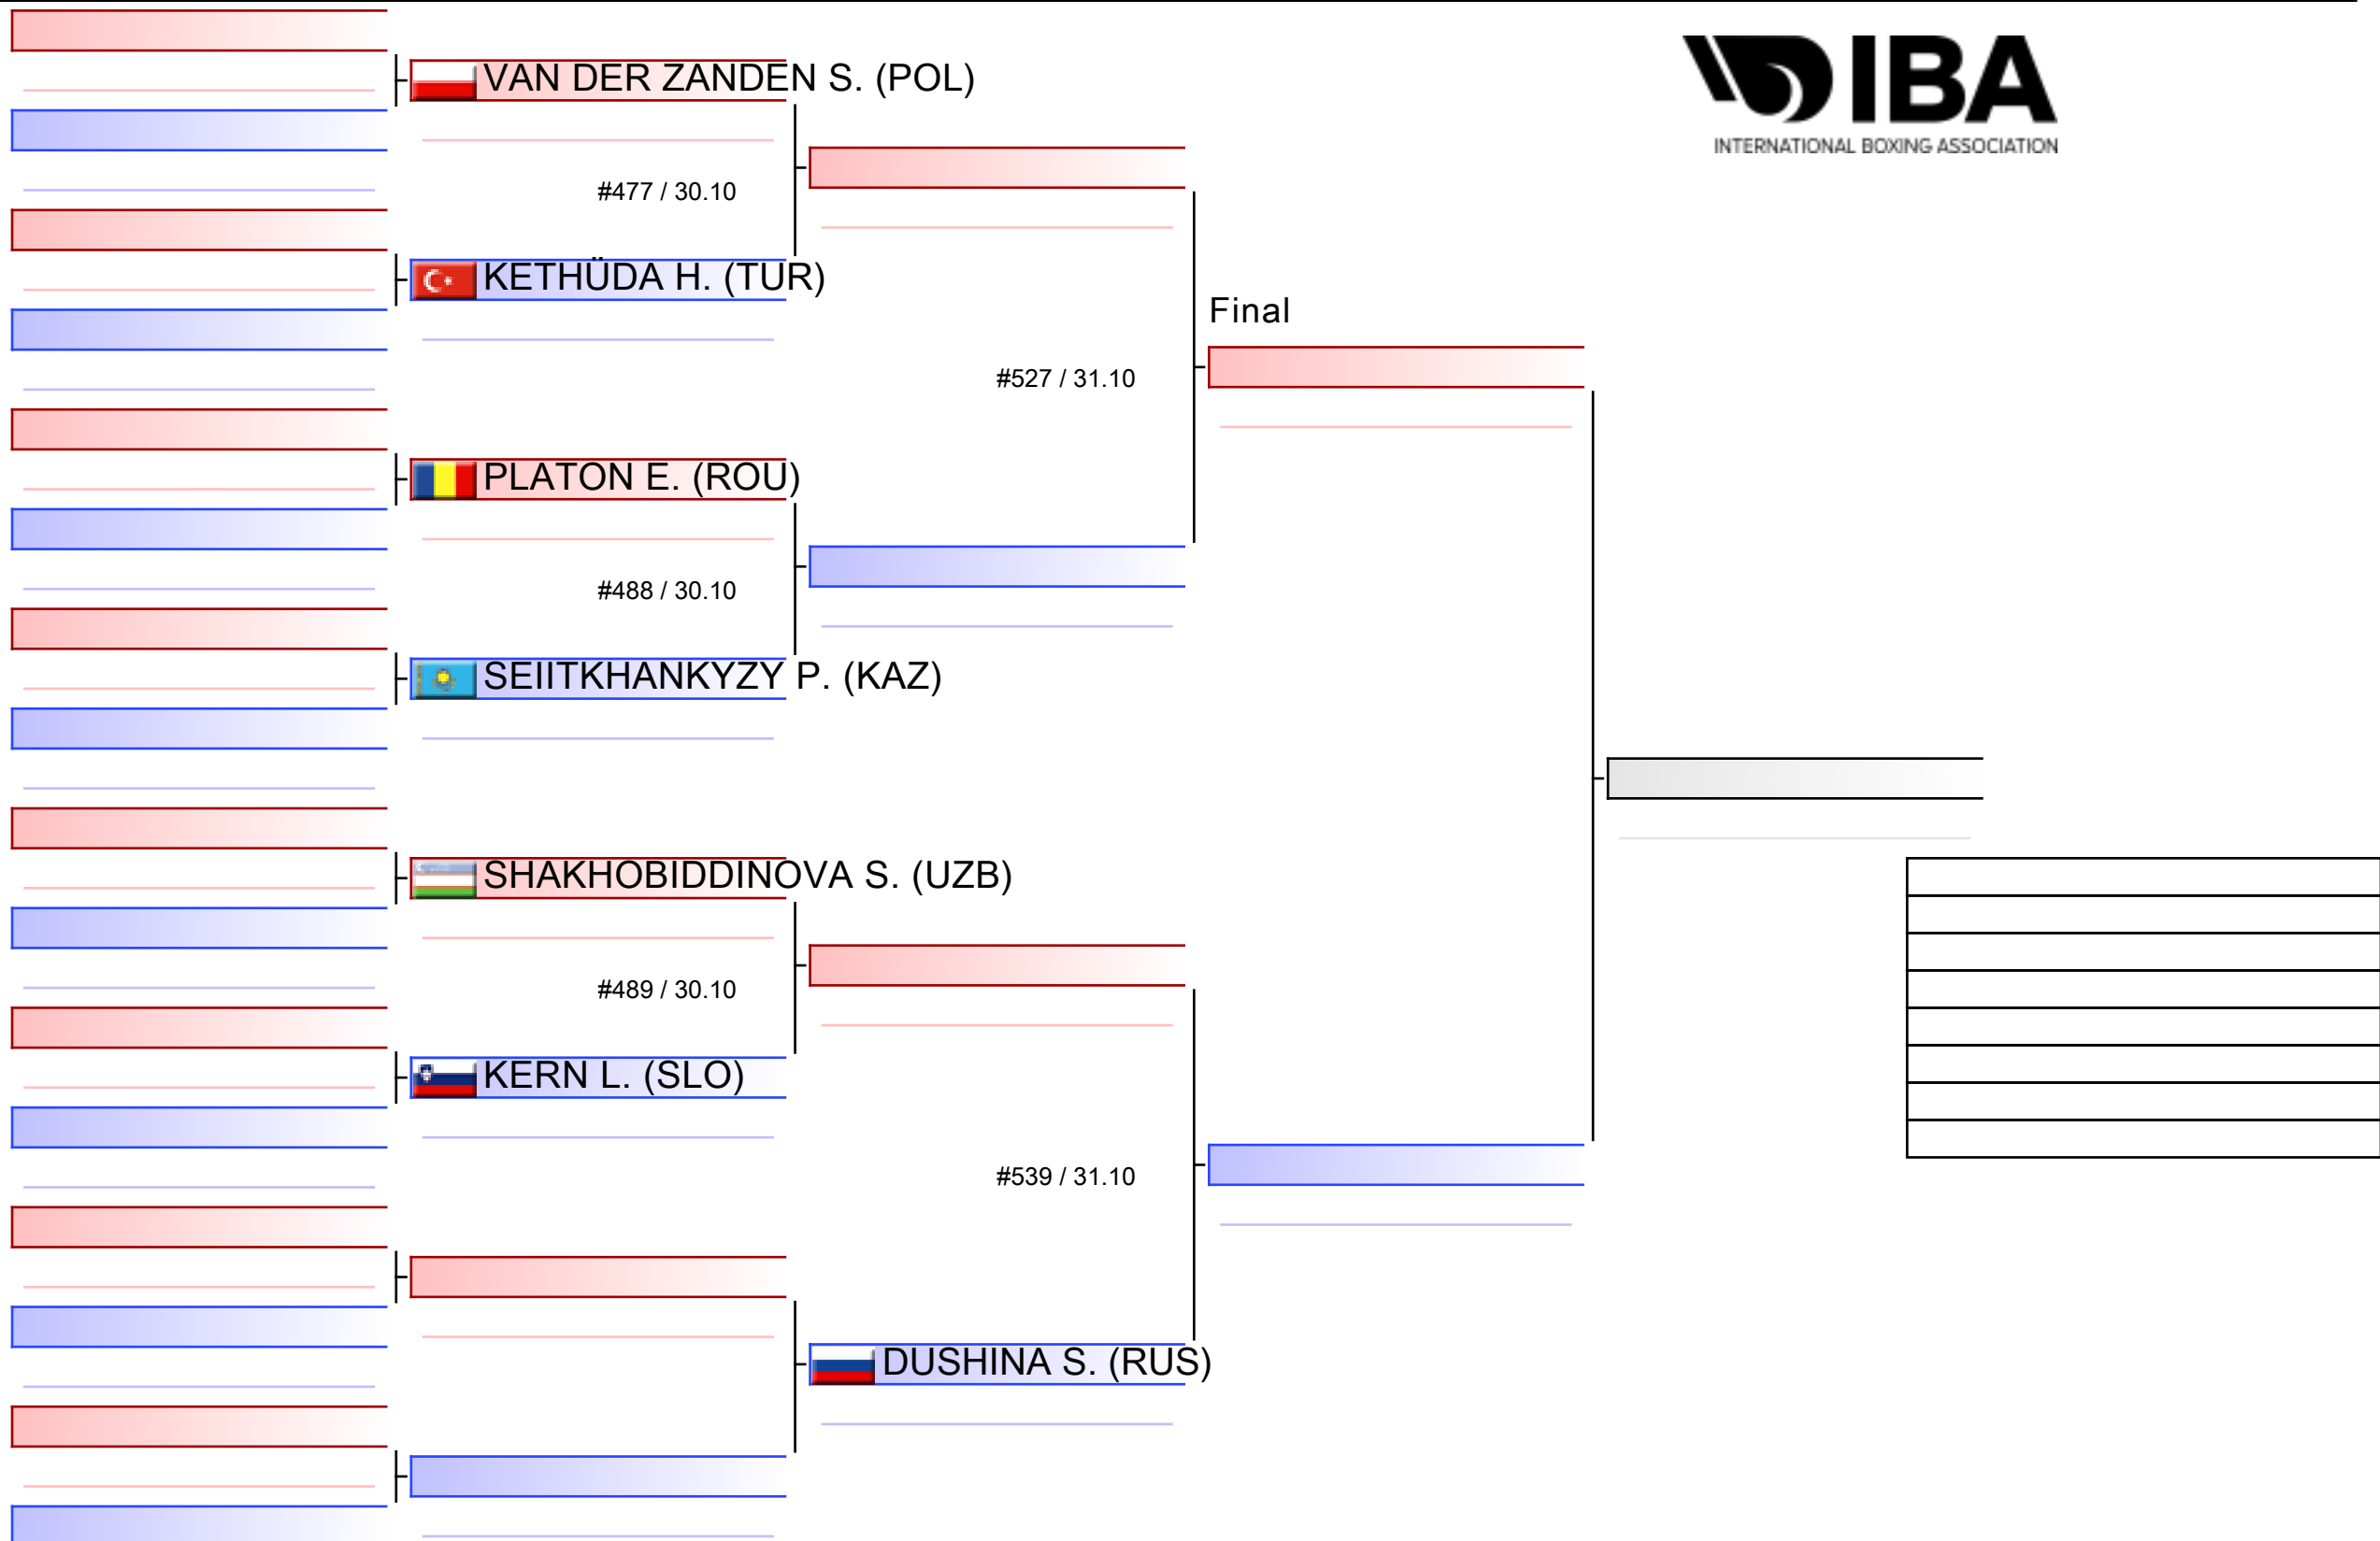 IBA
INTERNATIONAL BOXING ASSOCIATION
VAN DER ZANDEN S. (POL)
#477 / 30.10
KETHÜDA H. (TUR)
Final
#527 / 31.10
PLATON E. (ROU)
#488 / 30.10
SEIITKHANKYZY P. (KAZ)
SHAKHOBIDDINOVA S. (UZB)
#489 / 30.10
KERN L. (SLO)
#539 / 31.10
DUSHINA S. (RUS)